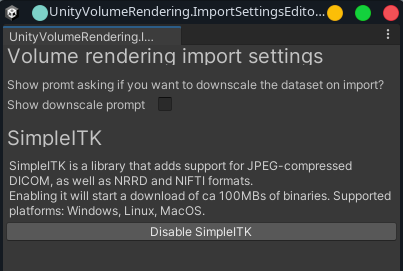 UnityVolumeRendering.ImportSettingsEdito...
UnityVolumeRendering.I...
Volume rendering import settings
Show promt asking if you want to downscale the dataset on import?
Show downscale prompt
SimpleITK
SimpleITK is a library that adds support for JPEG-compressed
DICOM, as well as NRRD and NIFTI formats.
Enabling it will start a download of ca 100MBs of binaries. Supported
platforms: Windows, Linux, MacOS.
Disable SimpleITK